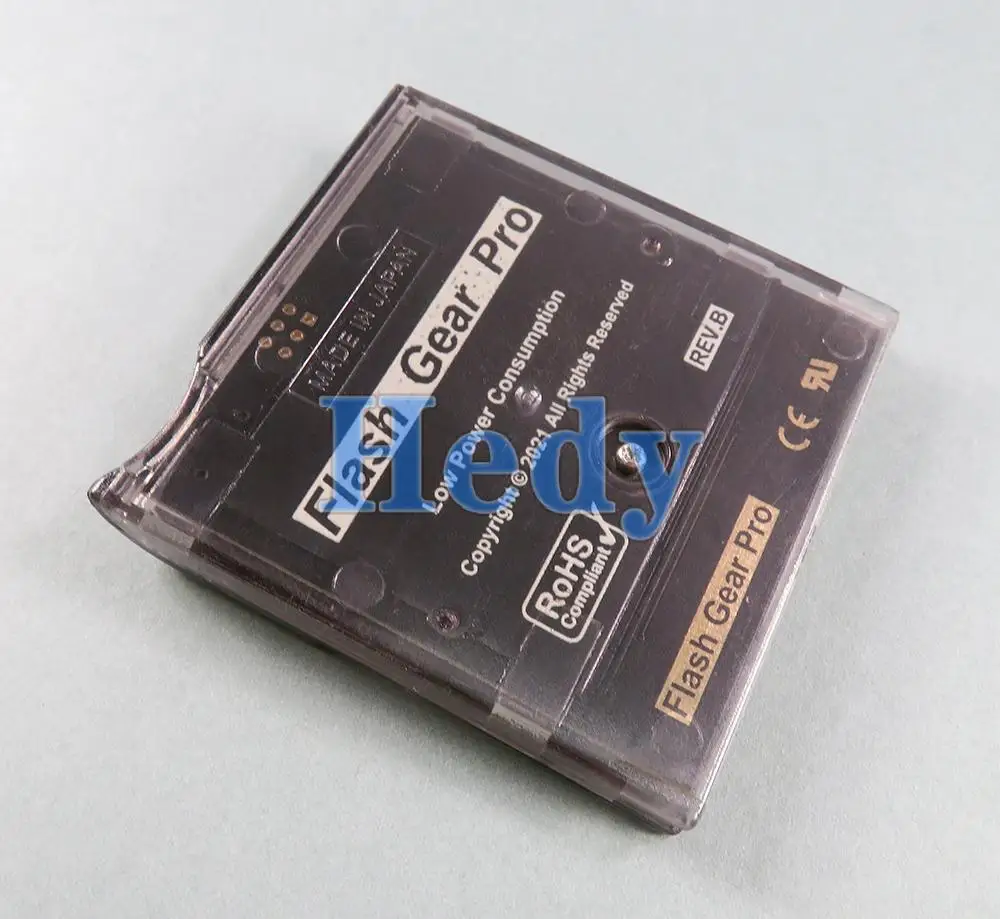 MADE IN JAPAN
Flash Gear Pro
Low Power Consumption
Copyright © 2021 All Rights Reserved
REV.B
RoHS
Compliant
CE
Flash Gear Pro
Hedy